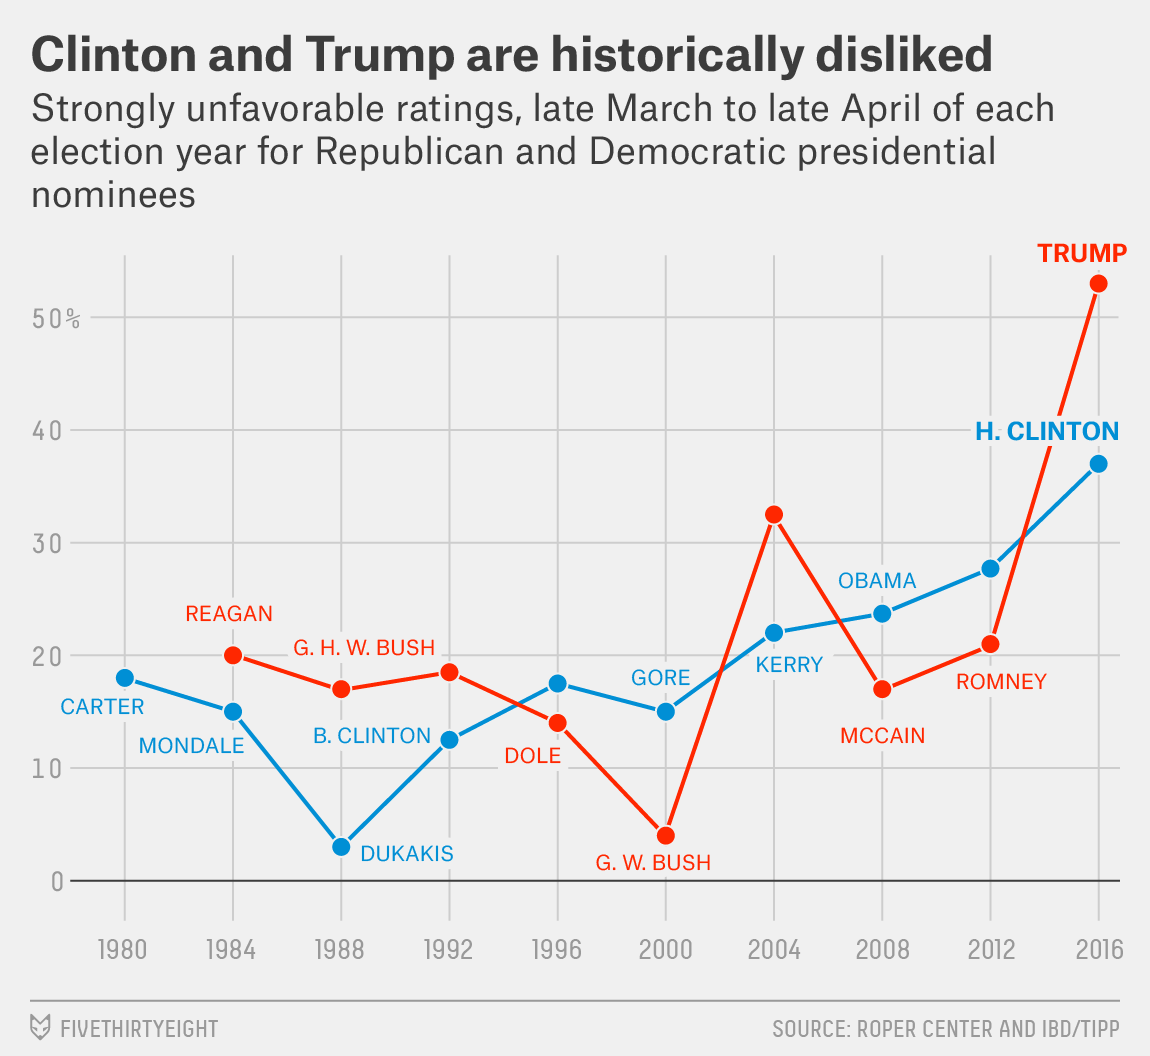 Clinton and Trump are historically disliked
Strongly unfavorable ratings, late March to late April of each
election year for Republican and Democratic presidential
nominees
TRUMP
50%
40
H. CLINTON
30
OBAMA
REAGAN
G. H. W. BUSH
20
KERRY
GORE
ROMNEY
CARTER
B. CLINTON
MCCAIN
MONDALE
DOLE
10
DUKAKIS
G. W. BUSH
0
1980 1984 1988 1992 1996 2000 2004 2008 2012 2016
FIVETHIRTYEIGHT SOURCE: ROPER CENTER AND IBD/TIPP